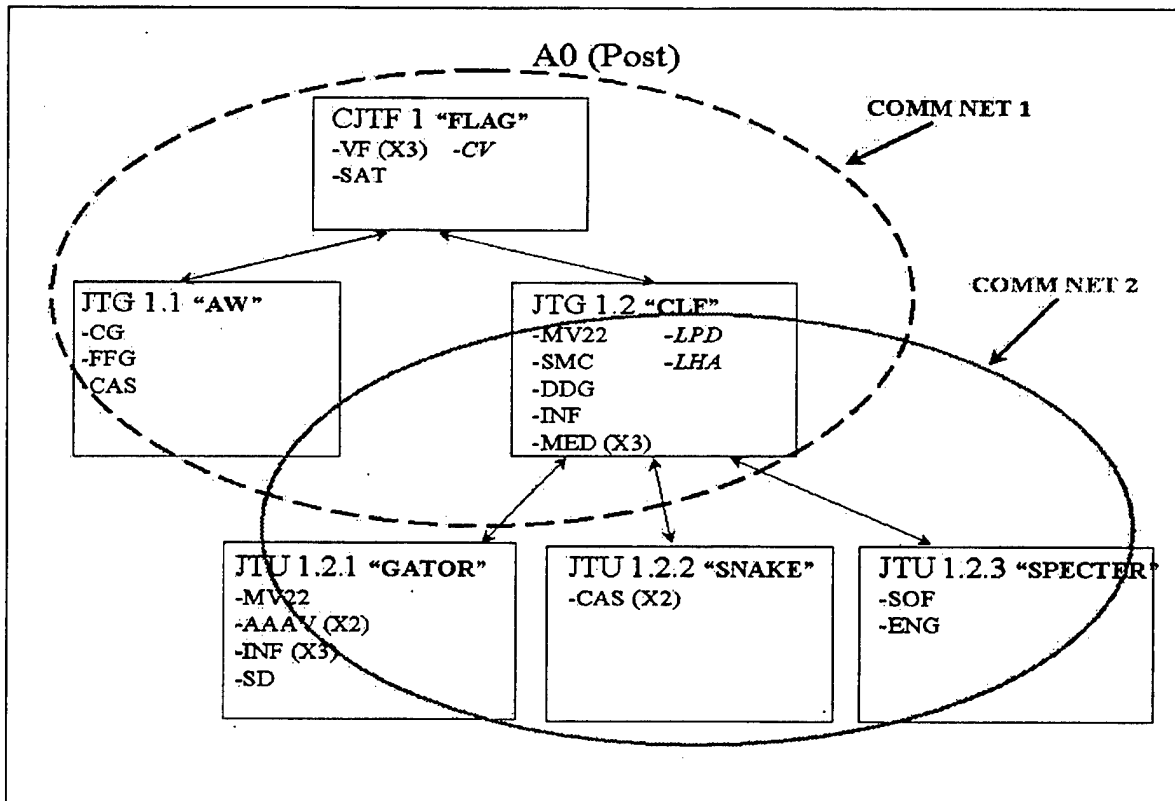 A0 (Post)
COMM NET 1
CJTF 1 "FLAG"
-VF (X3) -CV
-SAT
COMM NET 2
JTG 1.1 "AW"
-CG
-FFG
-CAS
JTG 1.2 "CLF"
-MV22 -LPD
-SMC -LHA
-DDG
-INF
-MED (X3)
JTU 1.2.1 "GATOR"
-MV22
-AAAV (X2)
-INF (X3)
-SD
JTU 1.2.2 "SNAKE"
-CAS (X2)
JTU 1.2.3 "SPECTER"
-SOF
-ENG